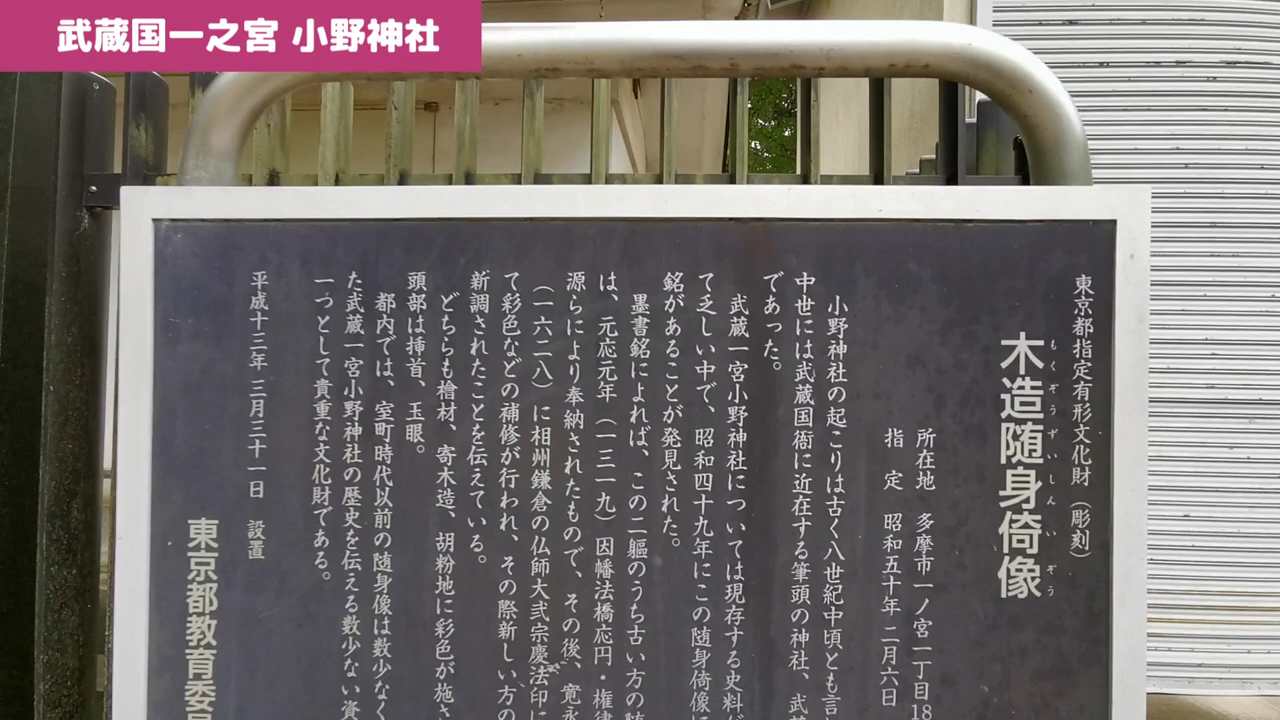 武蔵国一之宮 小野神社
東京都指定有形文化財（彫刻）
もくぞうずいしんいぞう
木造随身倚像
所在地 多摩市一ノ宮一丁目18
指定 昭和五十年二月六日
小野神社の起こりは古く八世紀中頃とも言
中世には武蔵国衙に近在する筆頭の神社、武
であった。
武蔵一宮小野神社については現存する史料が
て乏しい中で、昭和四十九年にこの随身倚像に
銘があることが発見された。
墨書銘によれば、この二軀のうち古い方の随
は、元応元年（一三一九）因幡法橋応円・権律
源らにより奉納されたもので、その後、寛永
（一六二八）に相州鎌倉の仏師大弐宗慶法印に
て彩色などの補修が行われ、その際新しい方の
新調されたことを伝えている。
どちらも檜材、寄木造、胡粉地に彩色が施さ
頭部は挿首、玉眼。
都内では、室町時代以前の随身像は数少なく
た武蔵一宮小野神社の歴史を伝える数少ない資
一つとして貴重な文化財である。
平成十三年三月三十一日 設置
東京都教育委員